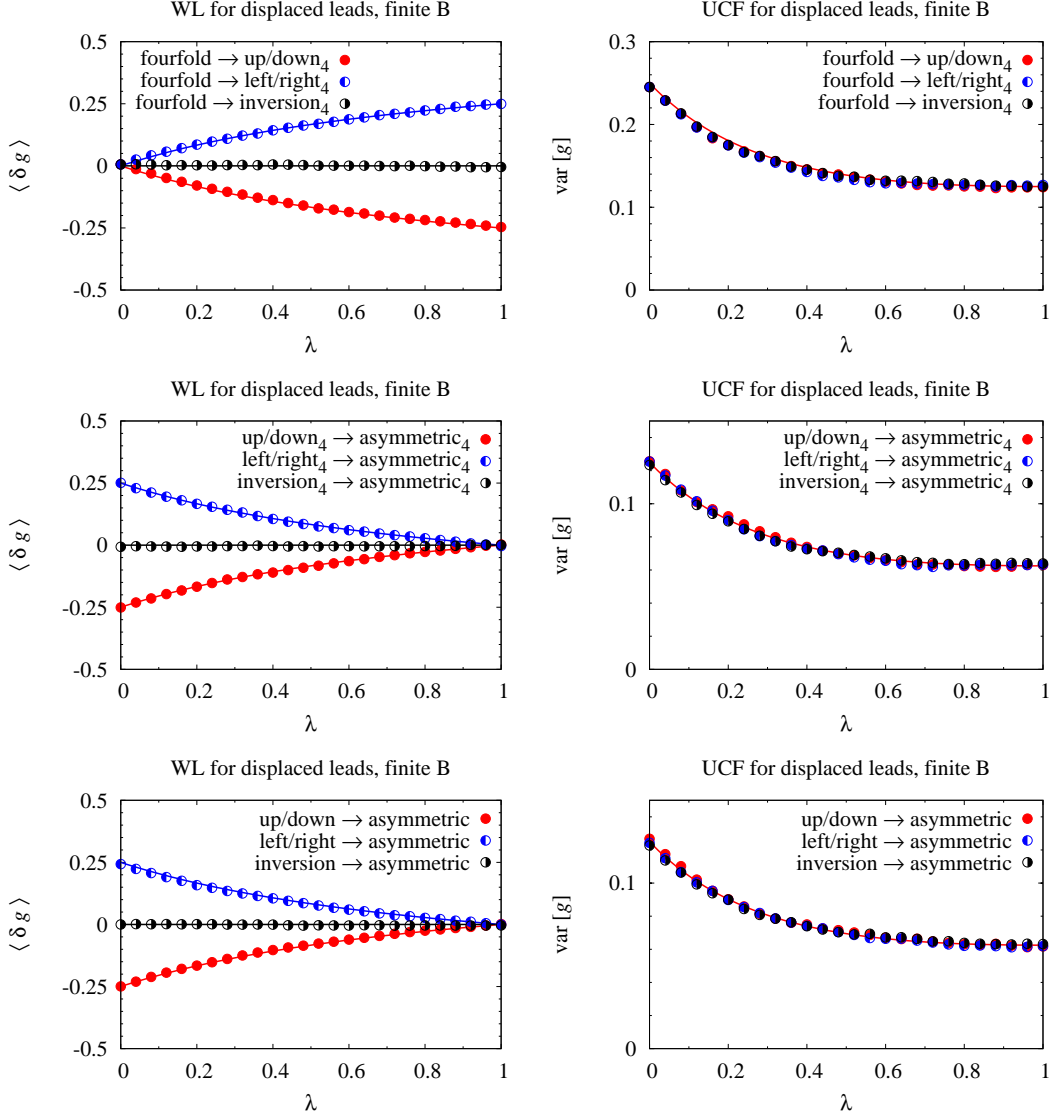 WL for displaced leads, finite B
0.5
0.25
0
-0.25
-0.5
⟨ δ g ⟩
fourfold → up/down4
fourfold → left/right4
fourfold → inversion4
0 0.2 0.4 0.6 0.8 1
λ
UCF for displaced leads, finite B
0.3
0.2
0.1
0
var [g]
fourfold → up/down4
fourfold → left/right4
fourfold → inversion4
0 0.2 0.4 0.6 0.8 1
λ
WL for displaced leads, finite B
0.5
0.25
0
-0.25
-0.5
⟨ δ g ⟩
up/down4 → asymmetric4
left/right4 → asymmetric4
inversion4 → asymmetric4
0 0.2 0.4 0.6 0.8 1
λ
UCF for displaced leads, finite B
0.1
0
var [g]
up/down4 → asymmetric4
left/right4 → asymmetric4
inversion4 → asymmetric4
0 0.2 0.4 0.6 0.8 1
λ
WL for displaced leads, finite B
0.5
0.25
0
-0.25
-0.5
⟨ δ g ⟩
up/down → asymmetric
left/right → asymmetric
inversion → asymmetric
0 0.2 0.4 0.6 0.8 1
λ
UCF for displaced leads, finite B
0.1
0
var [g]
up/down → asymmetric
left/right → asymmetric
inversion → asymmetric
0 0.2 0.4 0.6 0.8 1
λ